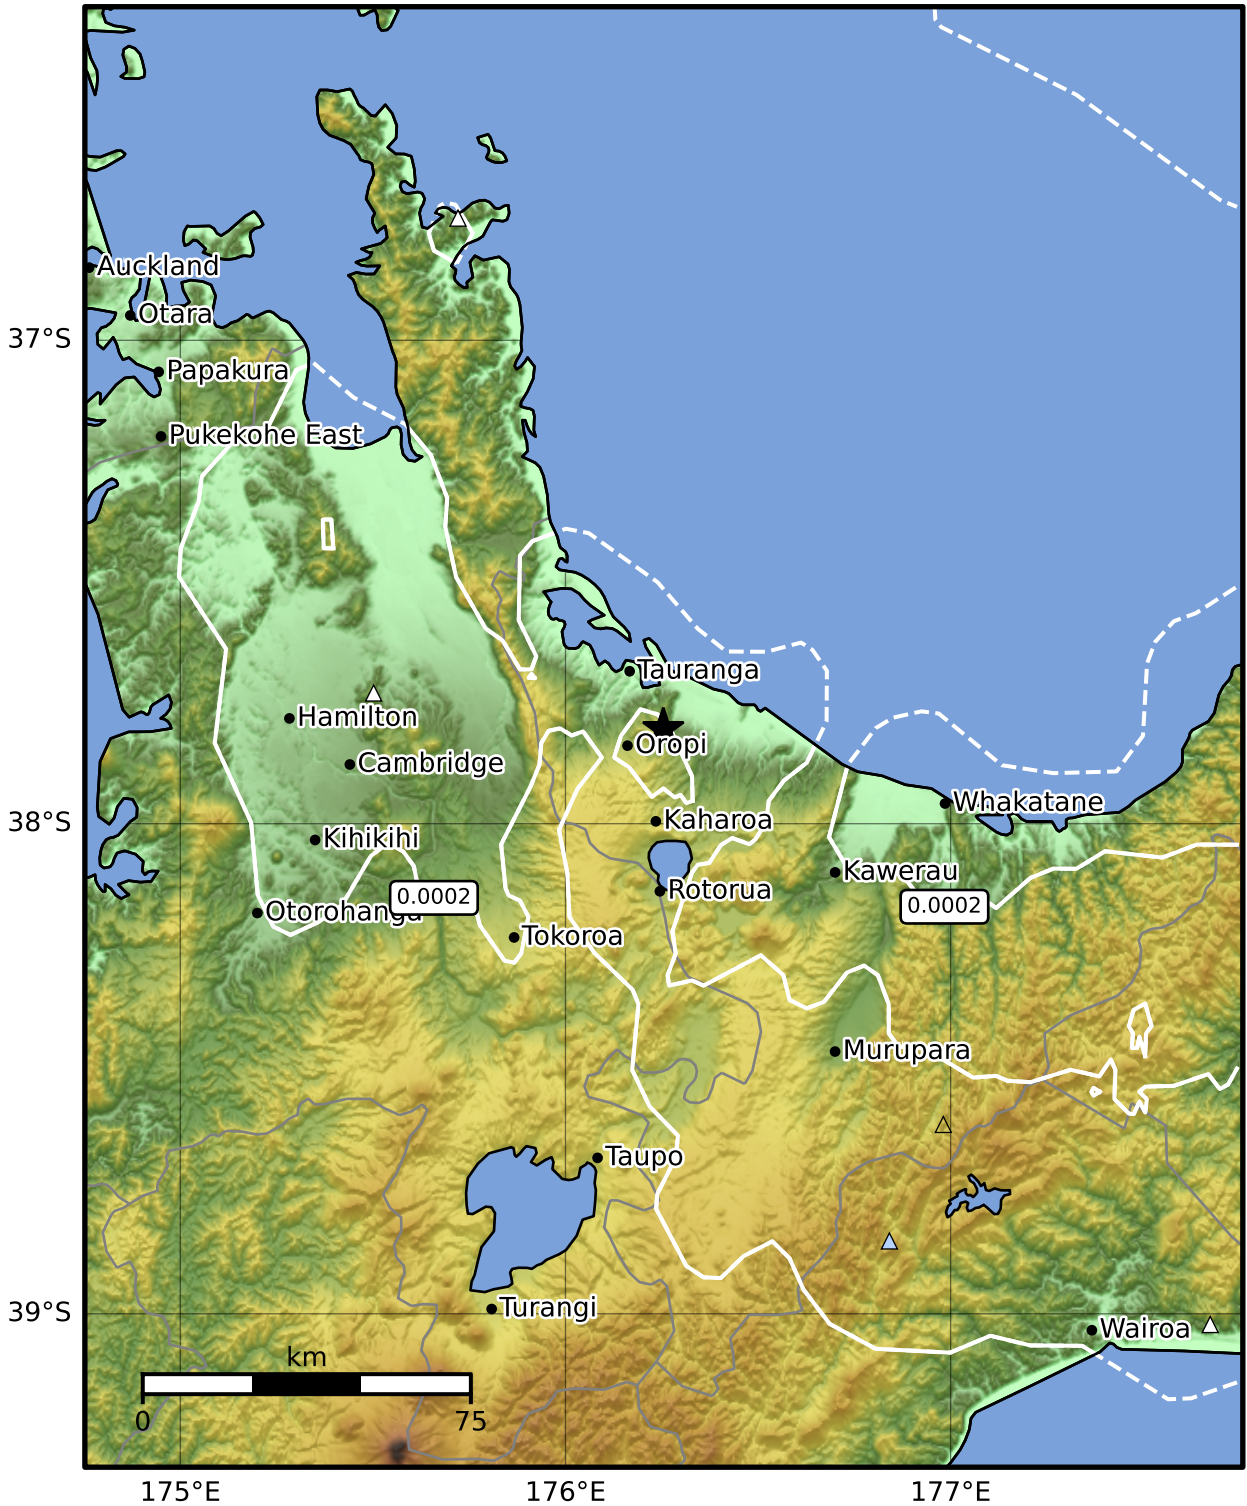 Auckland
Otara
37°S
Papakura
Pukekohe East
Tauranga
Hamilton
Oropi
Cambridge
Whakatane
38°S
Kaharoa
Kihikihi
Kawerau
Rotorua
0.0002
0.0002
Otorohanga
Tokoroa
Murupara
Taupo
39°S
Turangi
Wairoa
km
0 75
175°E 176°E 177°E